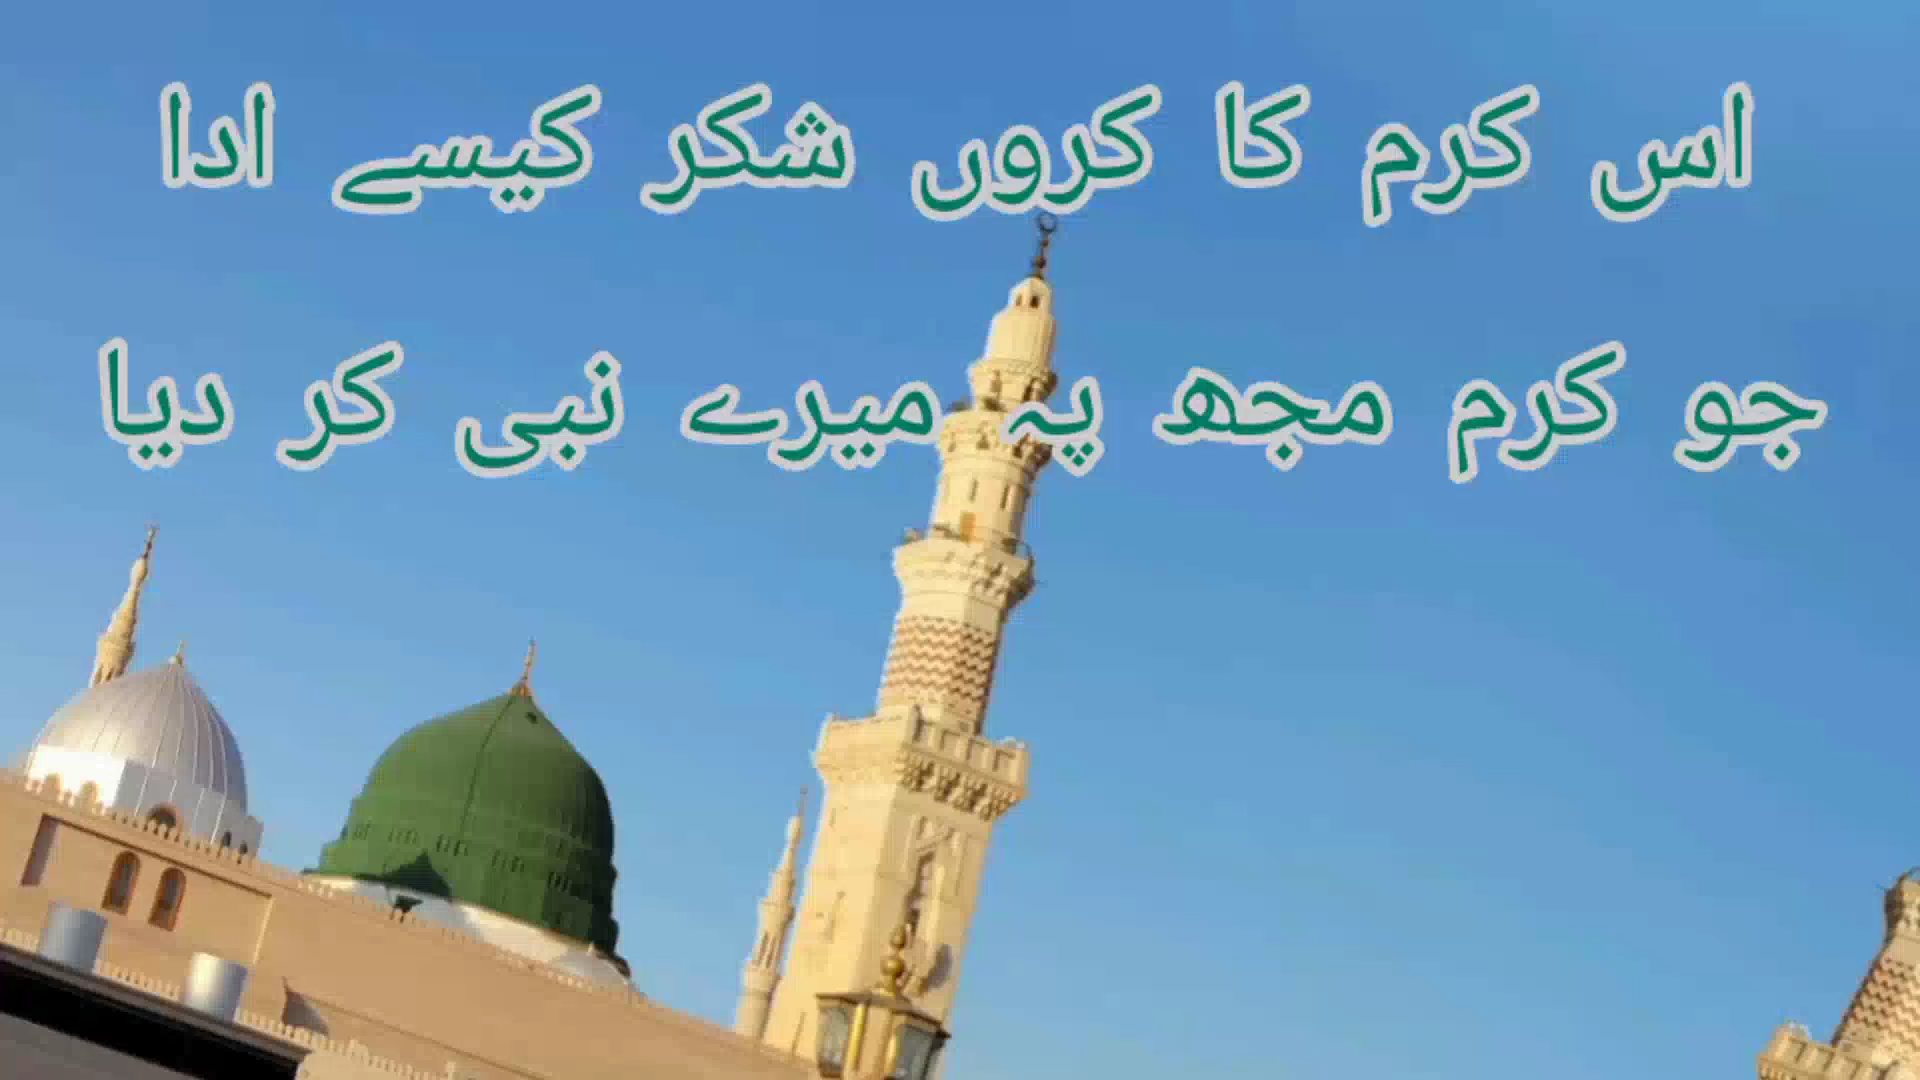 اس کرم کا کروں شکر کیسے ادا
جو کرم مجھ پہ میرے نبی کر دیا